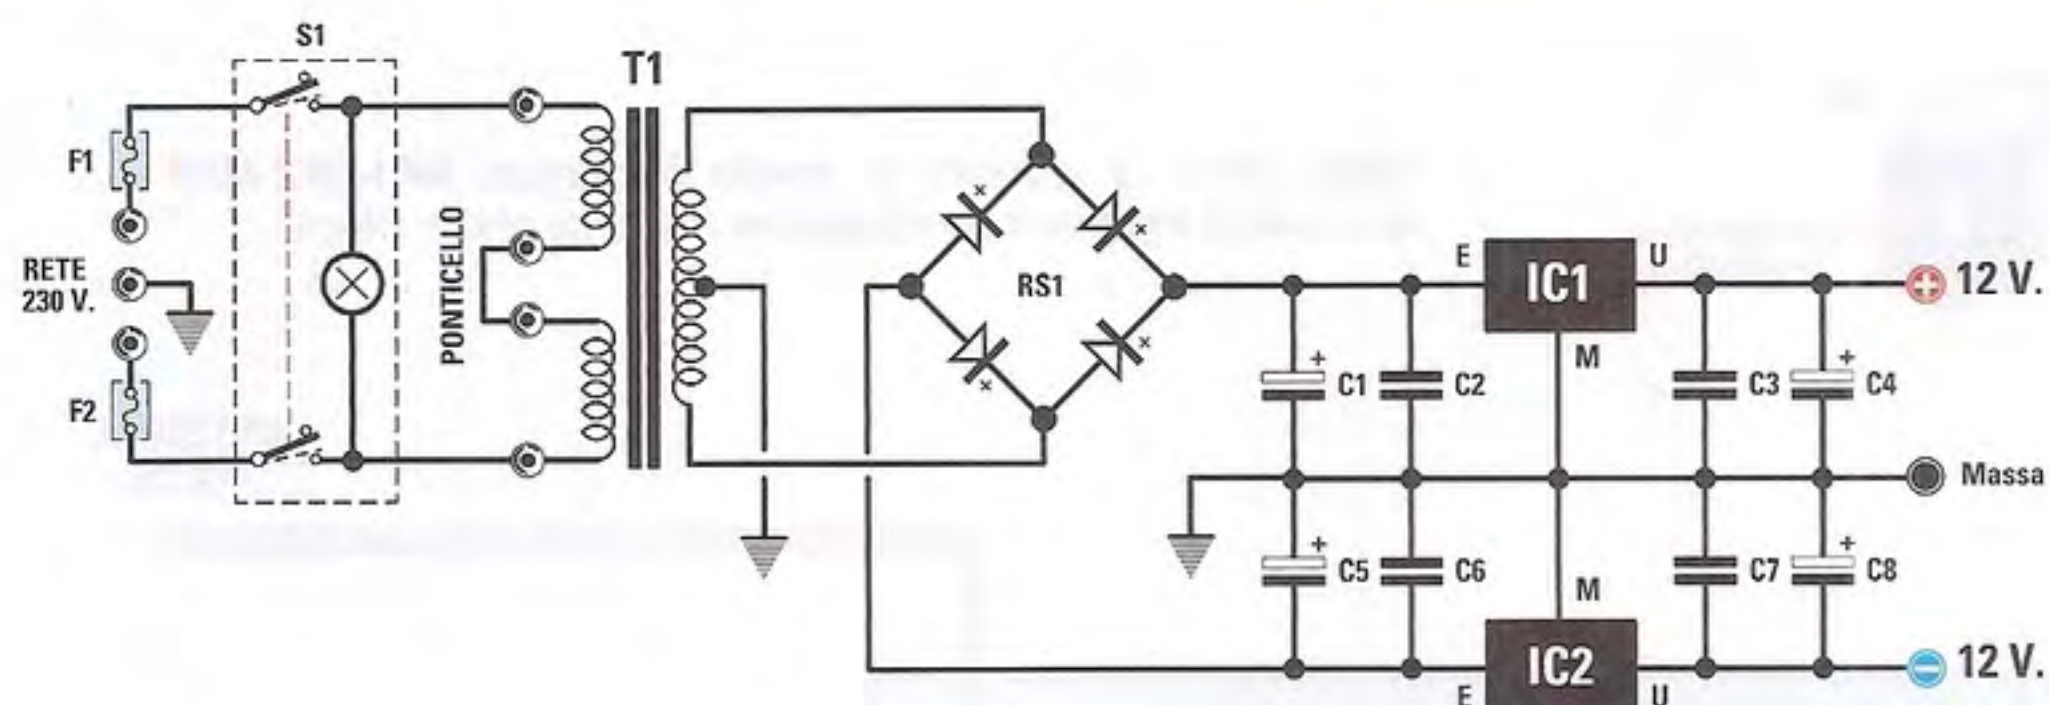 S1
T1
F1
RETE
230 V.
F2
PONTICELLO
RS1
E
IC1
U
M
+ 12 V.
+
C1
C2
C3
+
C4
Massa
+
C5
C6
C7
+
C8
M
E
IC2
U
− 12 V.